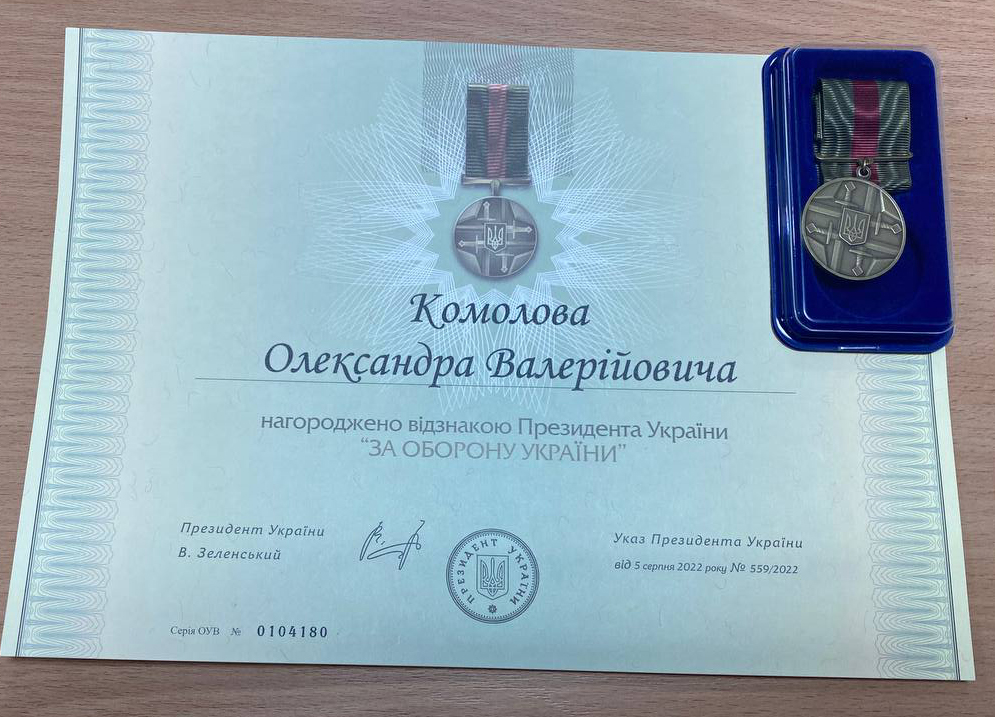 Комолова
Олександра Валерійовича
нагороджено відзнакою Президента України
“ЗА ОБОРОНУ УКРАЇНИ”
Президент України
В. Зеленський
ПРЕЗИДЕНТ УКРАЇНИ
Указ Президента України
від 5 серпня 2022 року № 559/2022
Серія ОУВ № 0104180